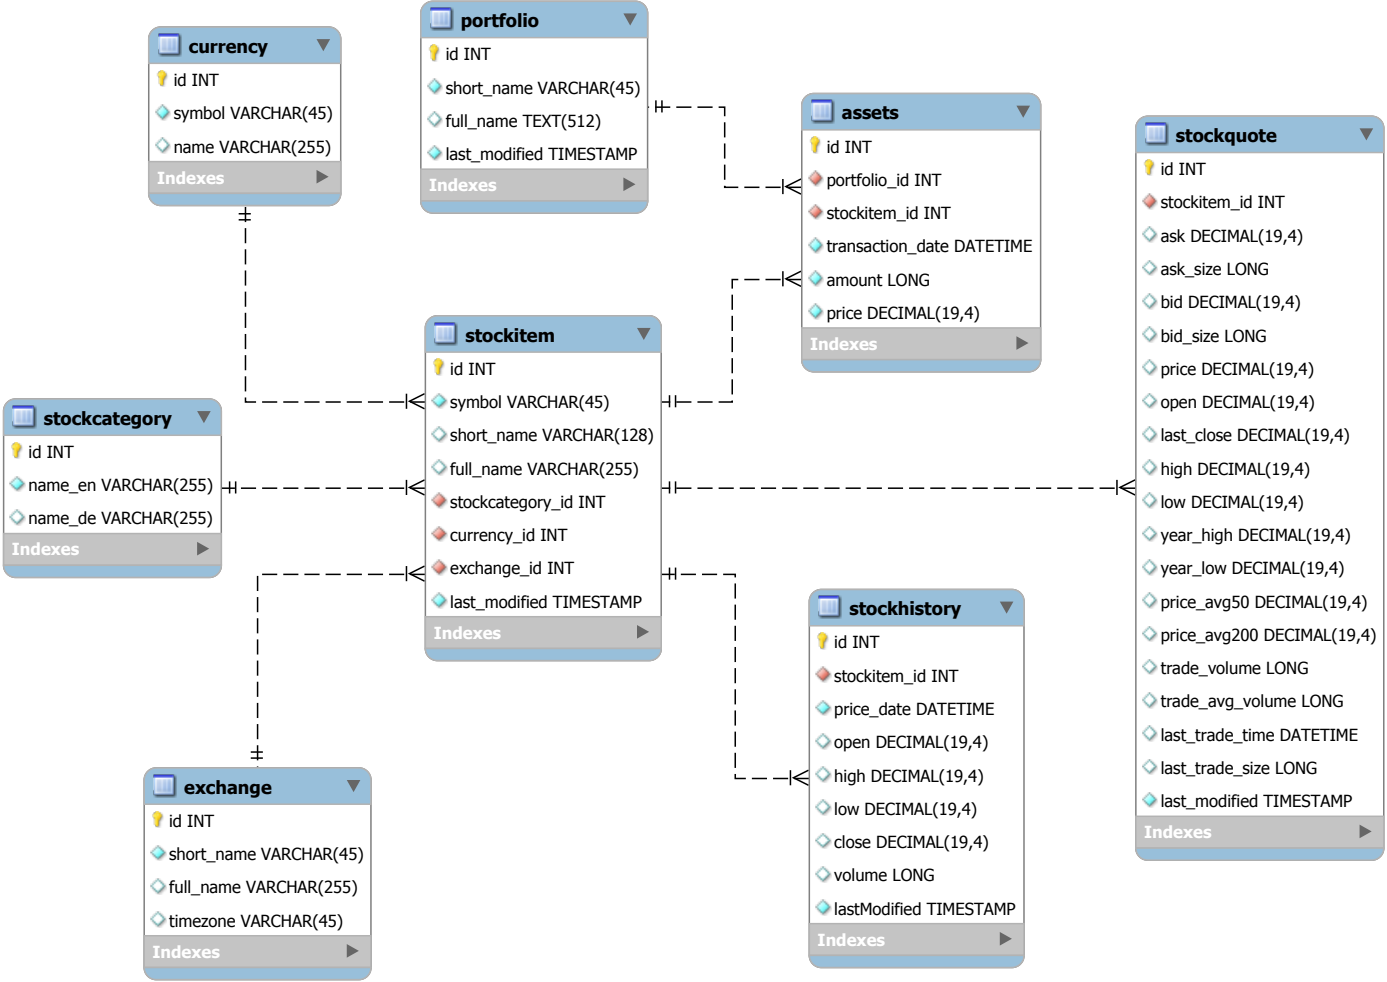 currency
id INT
symbol VARCHAR(45)
name VARCHAR(255)
Indexes
portfolio
id INT
short_name VARCHAR(45)
full_name TEXT(512)
last_modified TIMESTAMP
Indexes
assets
id INT
portfolio_id INT
stockitem_id INT
transaction_date DATETIME
amount LONG
price DECIMAL(19,4)
Indexes
stockquote
id INT
stockitem_id INT
ask DECIMAL(19,4)
ask_size LONG
bid DECIMAL(19,4)
bid_size LONG
price DECIMAL(19,4)
open DECIMAL(19,4)
last_close DECIMAL(19,4)
high DECIMAL(19,4)
low DECIMAL(19,4)
year_high DECIMAL(19,4)
year_low DECIMAL(19,4)
price_avg50 DECIMAL(19,4)
price_avg200 DECIMAL(19,4)
trade_volume LONG
trade_avg_volume LONG
last_trade_time DATETIME
last_trade_size LONG
last_modified TIMESTAMP
Indexes
stockitem
id INT
symbol VARCHAR(45)
short_name VARCHAR(128)
full_name VARCHAR(255)
stockcategory_id INT
currency_id INT
exchange_id INT
last_modified TIMESTAMP
Indexes
stockcategory
id INT
name_en VARCHAR(255)
name_de VARCHAR(255)
Indexes
stockhistory
id INT
stockitem_id INT
price_date DATETIME
open DECIMAL(19,4)
high DECIMAL(19,4)
low DECIMAL(19,4)
close DECIMAL(19,4)
volume LONG
lastModified TIMESTAMP
Indexes
exchange
id INT
short_name VARCHAR(45)
full_name VARCHAR(255)
timezone VARCHAR(45)
Indexes